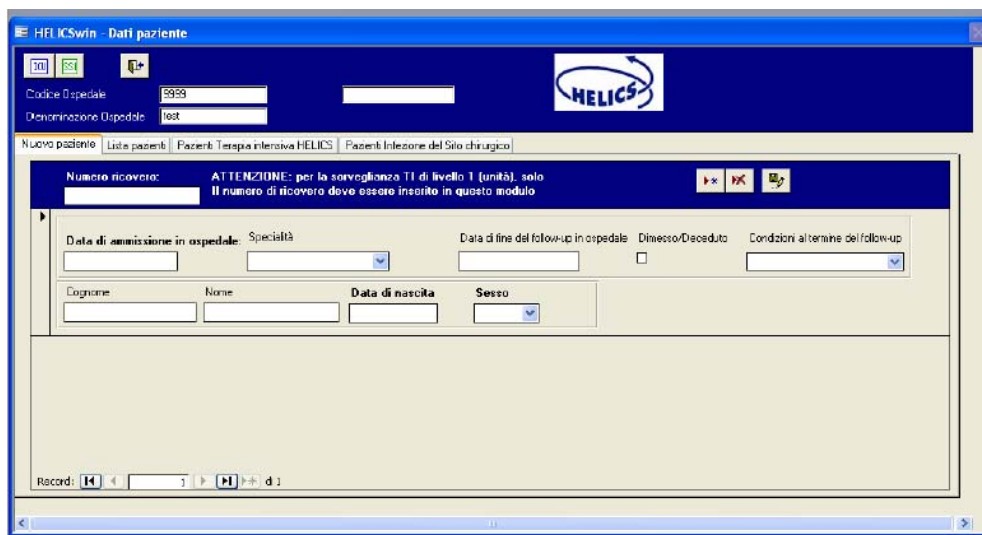 HELICSwin - Dati paziente
ICU SSI
Codice Ospedale 9999
HELICS
Denominazione Ospedale test
Nuovo paziente Lista pazienti Pazienti Terapia intensiva HELICS Pazienti Infezione del Sito chirurgico
Numero ricovero: ATTENZIONE: per la sorveglianza TI di livello 1 (unità), solo
Il numero di ricovero deve essere inserito in questo modulo
Data di ammissione in ospedale: Specialità Data di fine del follow-up in ospedale Dimesso/Deceduto Condizioni al termine del follow-up
Cognome Nome Data di nascita Sesso
Record: 1 di 1